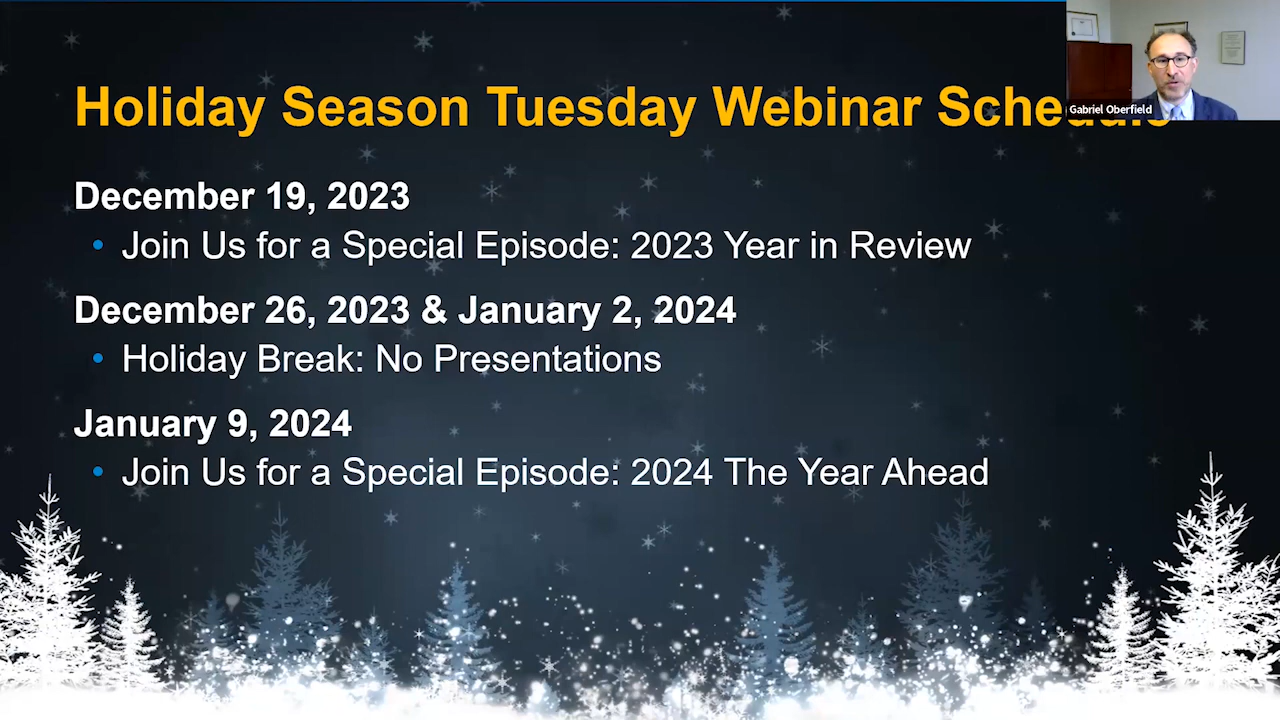 Holiday Season Tuesday Webinar Schedule
Gabriel Oberfield
December 19, 2023
• Join Us for a Special Episode: 2023 Year in Review
December 26, 2023 & January 2, 2024
• Holiday Break: No Presentations
January 9, 2024
• Join Us for a Special Episode: 2024 The Year Ahead